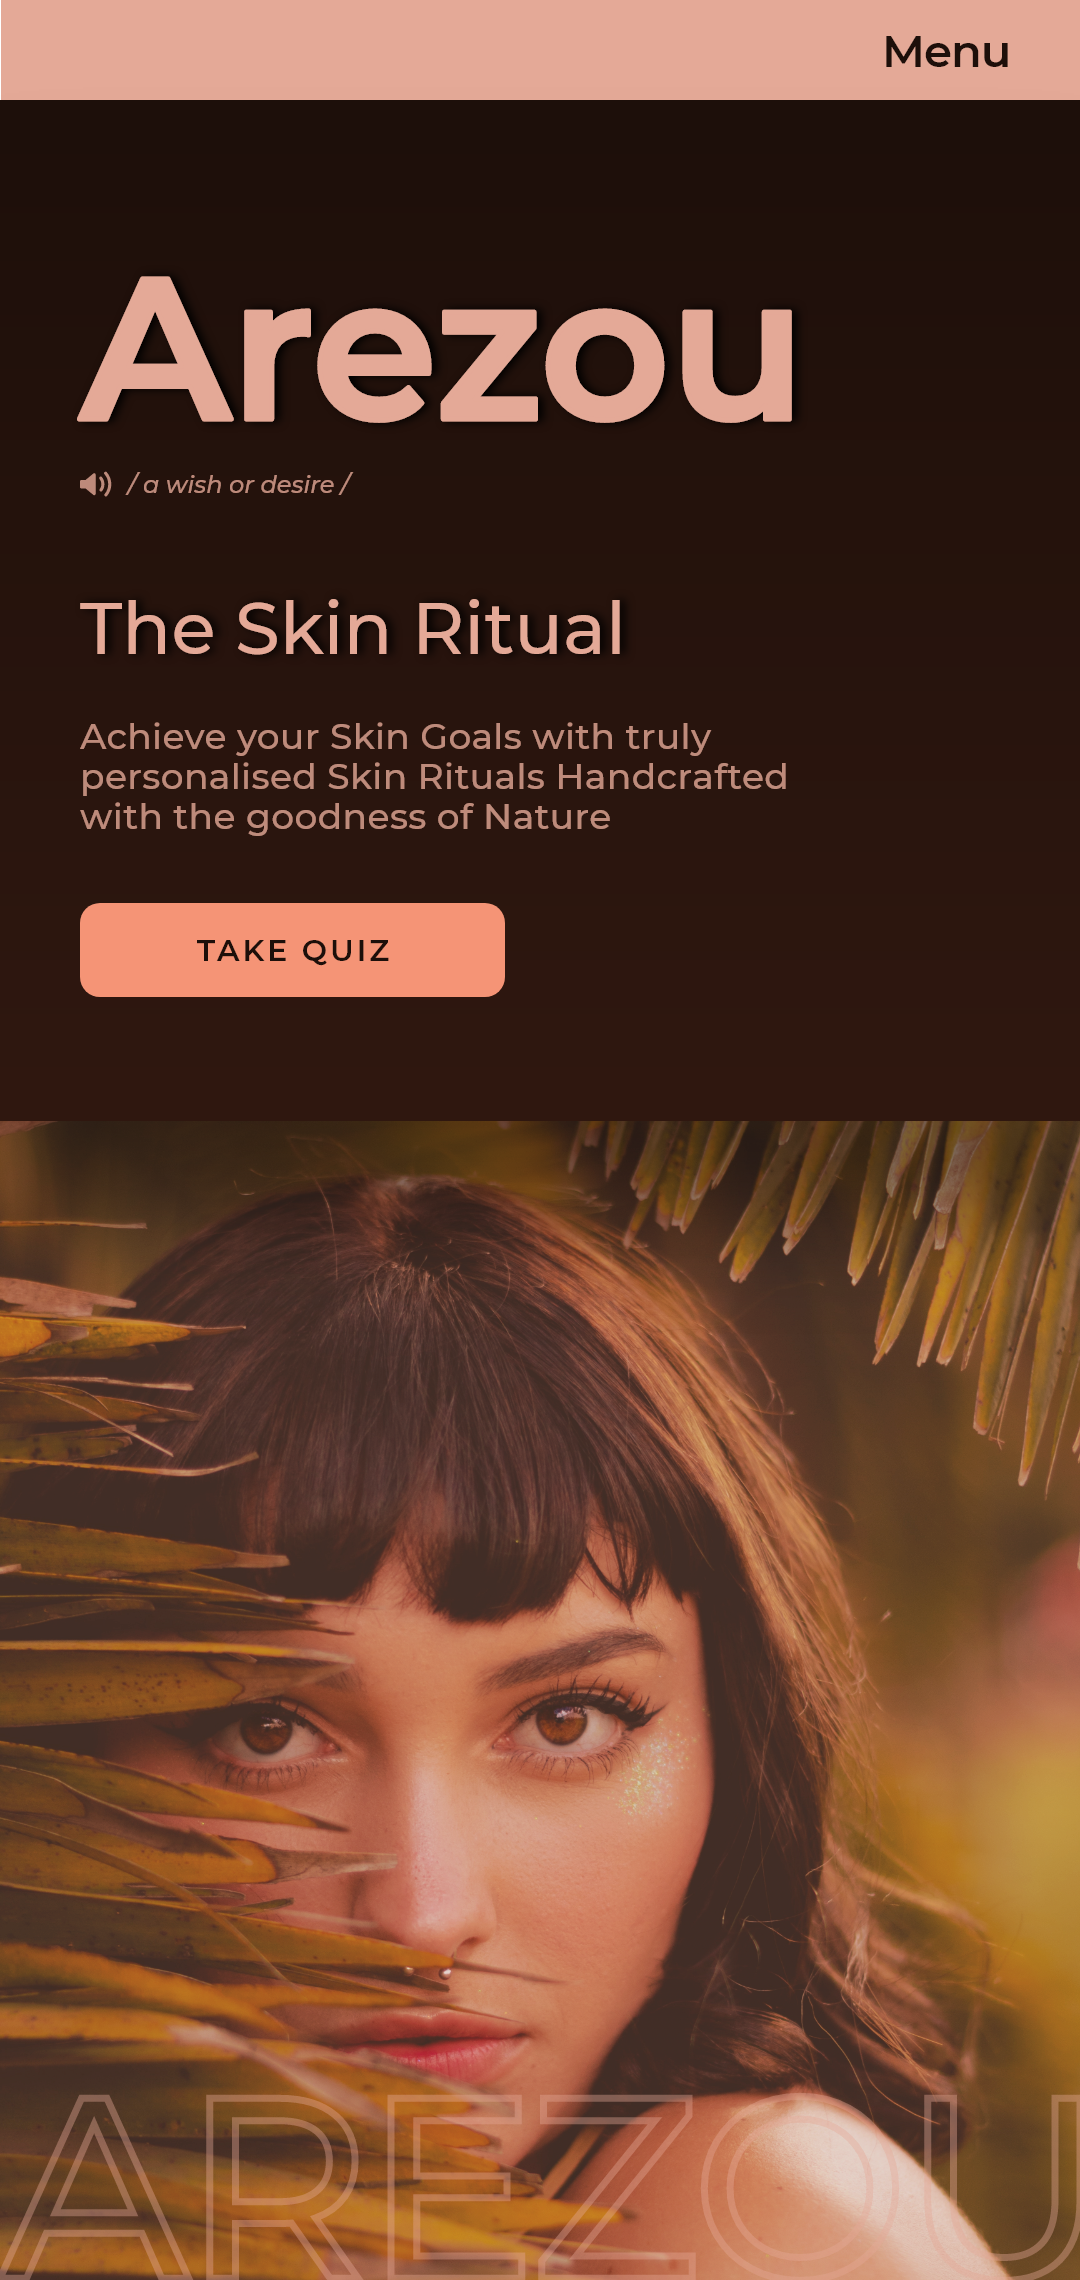 Menu
Arezou
/ a wish or desire /
The Skin Ritual
Achieve your Skin Goals with truly
personalised Skin Rituals Handcrafted
with the goodness of Nature
TAKE QUIZ
AREZOU